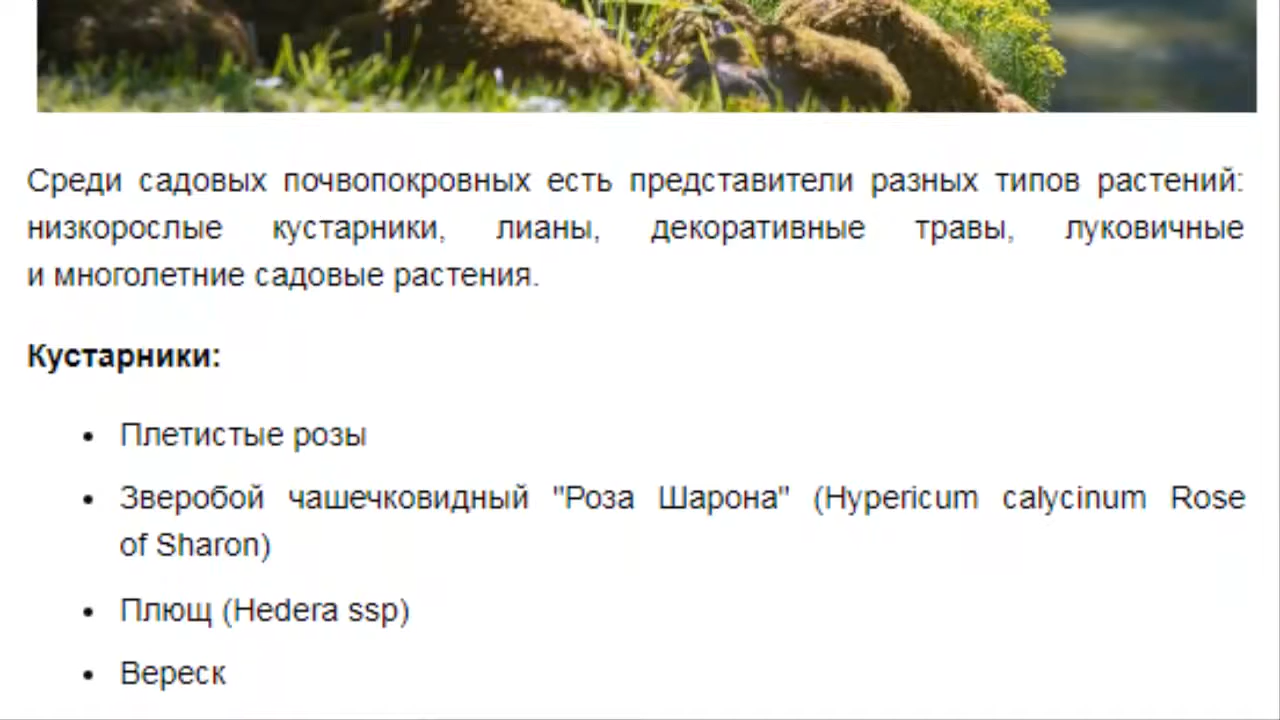 Среди садовых почвопокровных есть представители разных типов растений:
низкорослые кустарники, лианы, декоративные травы, луковичные
и многолетние садовые растения.
Кустарники:
• Плетистые розы
• Зверобой чашечковидный "Роза Шарона" (Hypericum calycinum Rose
of Sharon)
• Плющ (Hedera ssp)
• Вереск